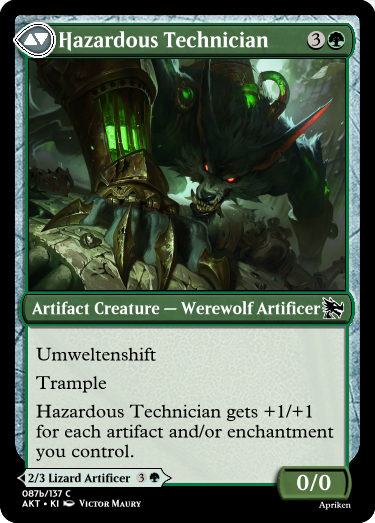 Hazardous Technician 3
Artifact Creature — Werewolf Artificer
Umweltenshift
Trample
Hazardous Technician gets +1/+1
for each artifact and/or enchantment
you control.
2/3 Lizard Artificer 3
0/0
087b/137 C
AKT • KI Victor Maury
Apriken